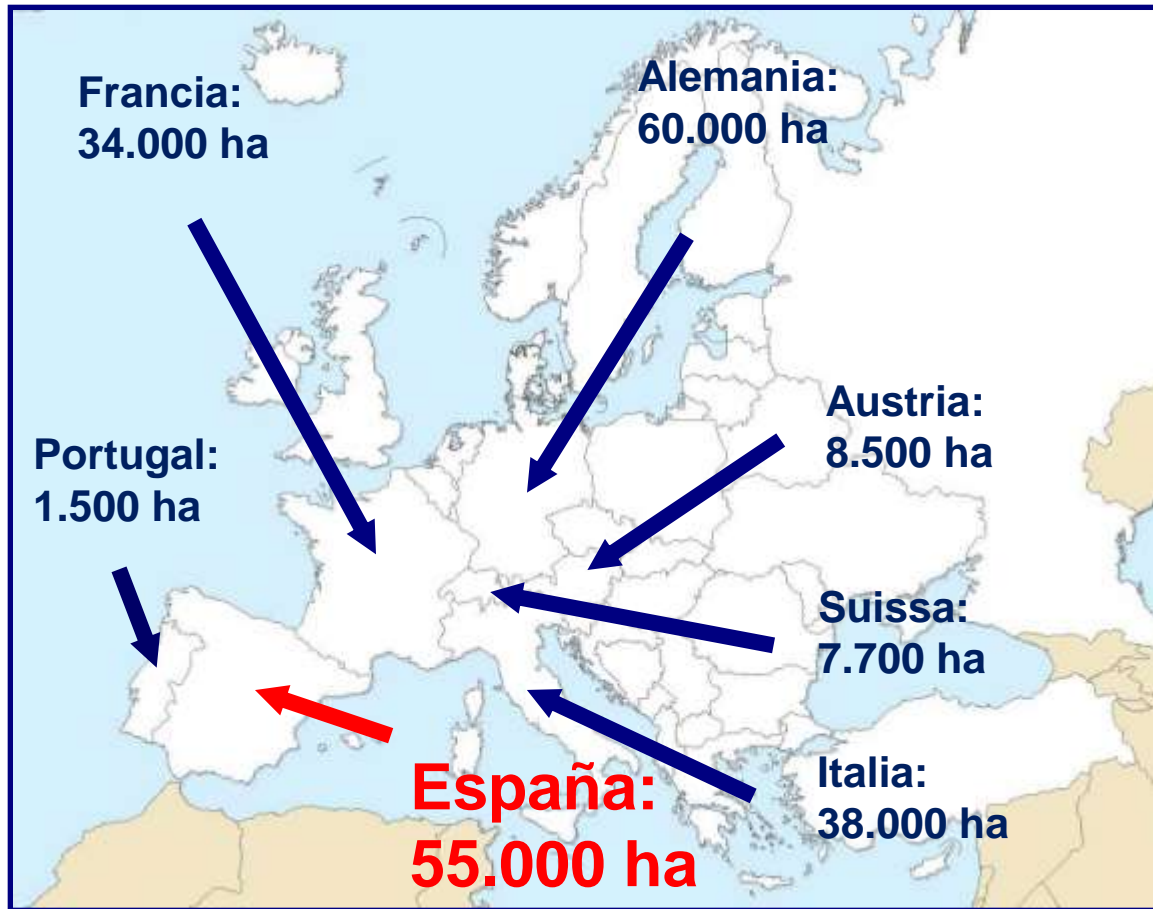 Francia:
34.000 ha
Alemania:
60.000 ha
Portugal:
1.500 ha
Austria:
8.500 ha
Suissa:
7.700 ha
Italia:
38.000 ha
España:
55.000 ha